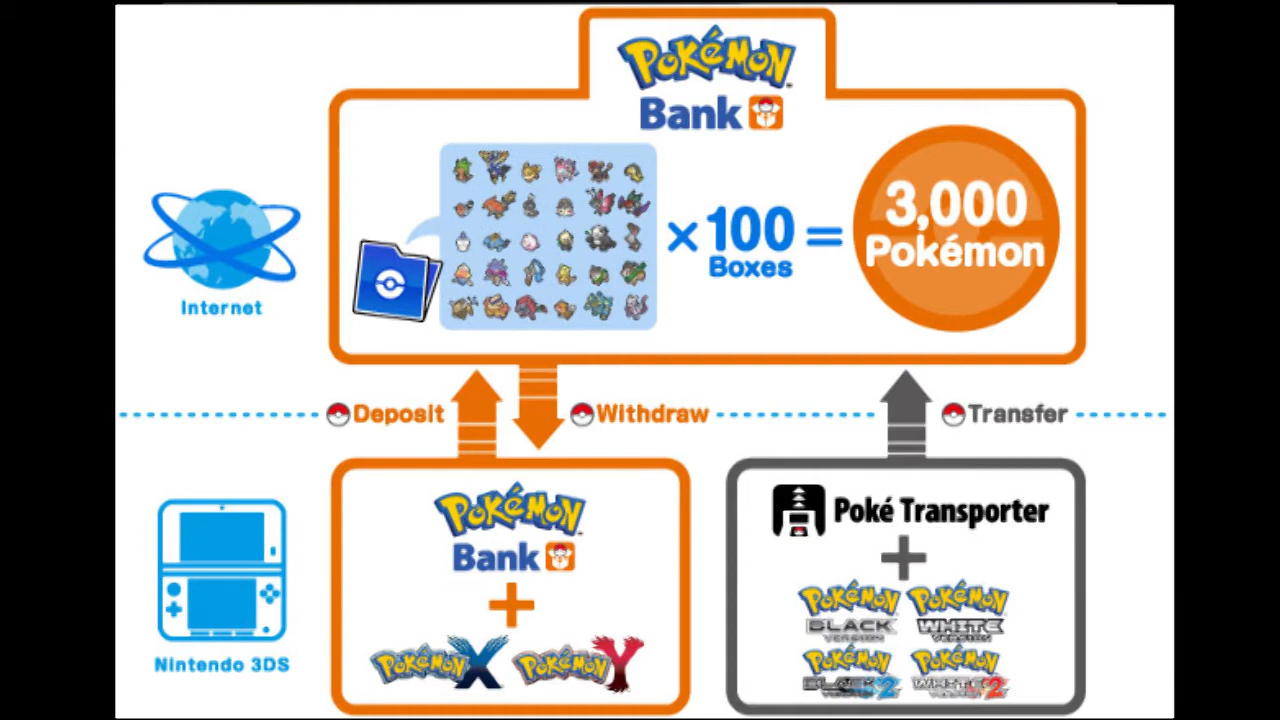 Pokémon
Bank
× 100 = 3,000
Boxes Pokémon
Internet
Deposit Withdraw Transfer
Pokémon
Bank
+
Pokémon X Pokémon Y
Poké Transporter
+
Pokémon Pokémon
BLACK WHITE
VERSION VERSION
Pokémon Pokémon
BLACK 2 WHITE 2
VERSION VERSION
Nintendo 3DS